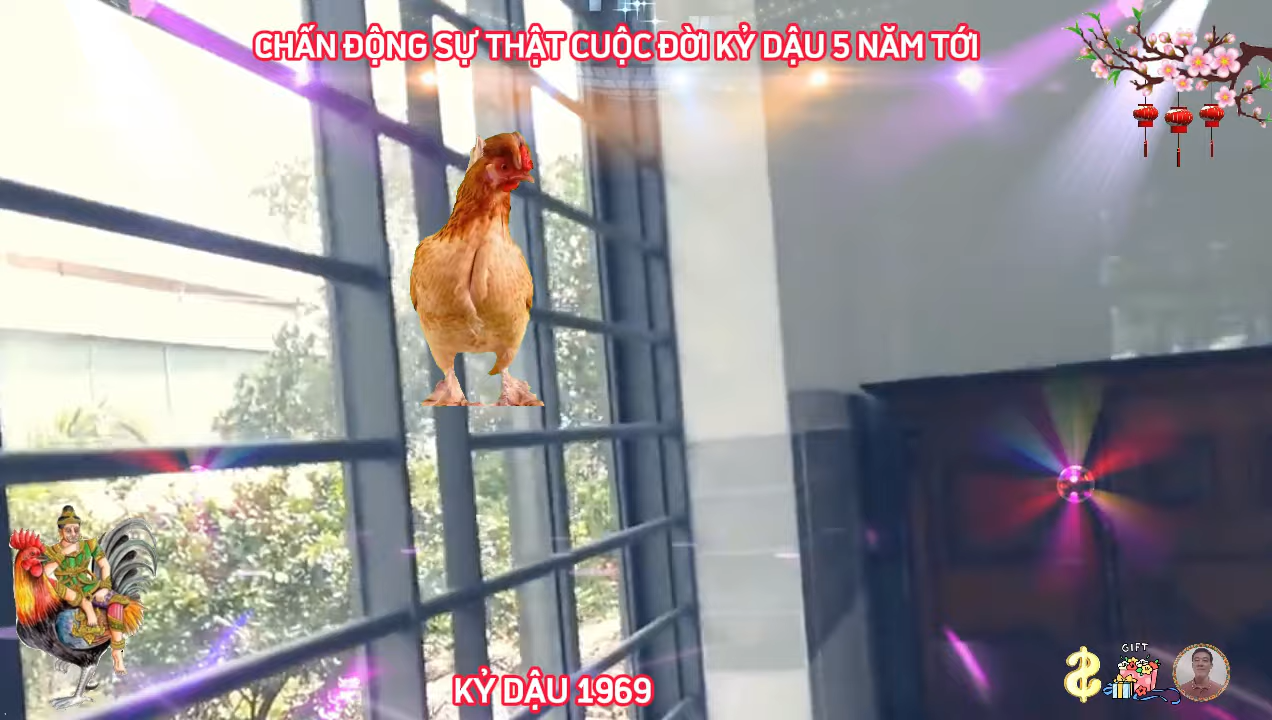 CHẤN ĐỘNG SỰ THẬT CUỘC ĐỜI KỶ DẬU 5 NĂM TỚI
GIFT
KỶ DẬU 1969